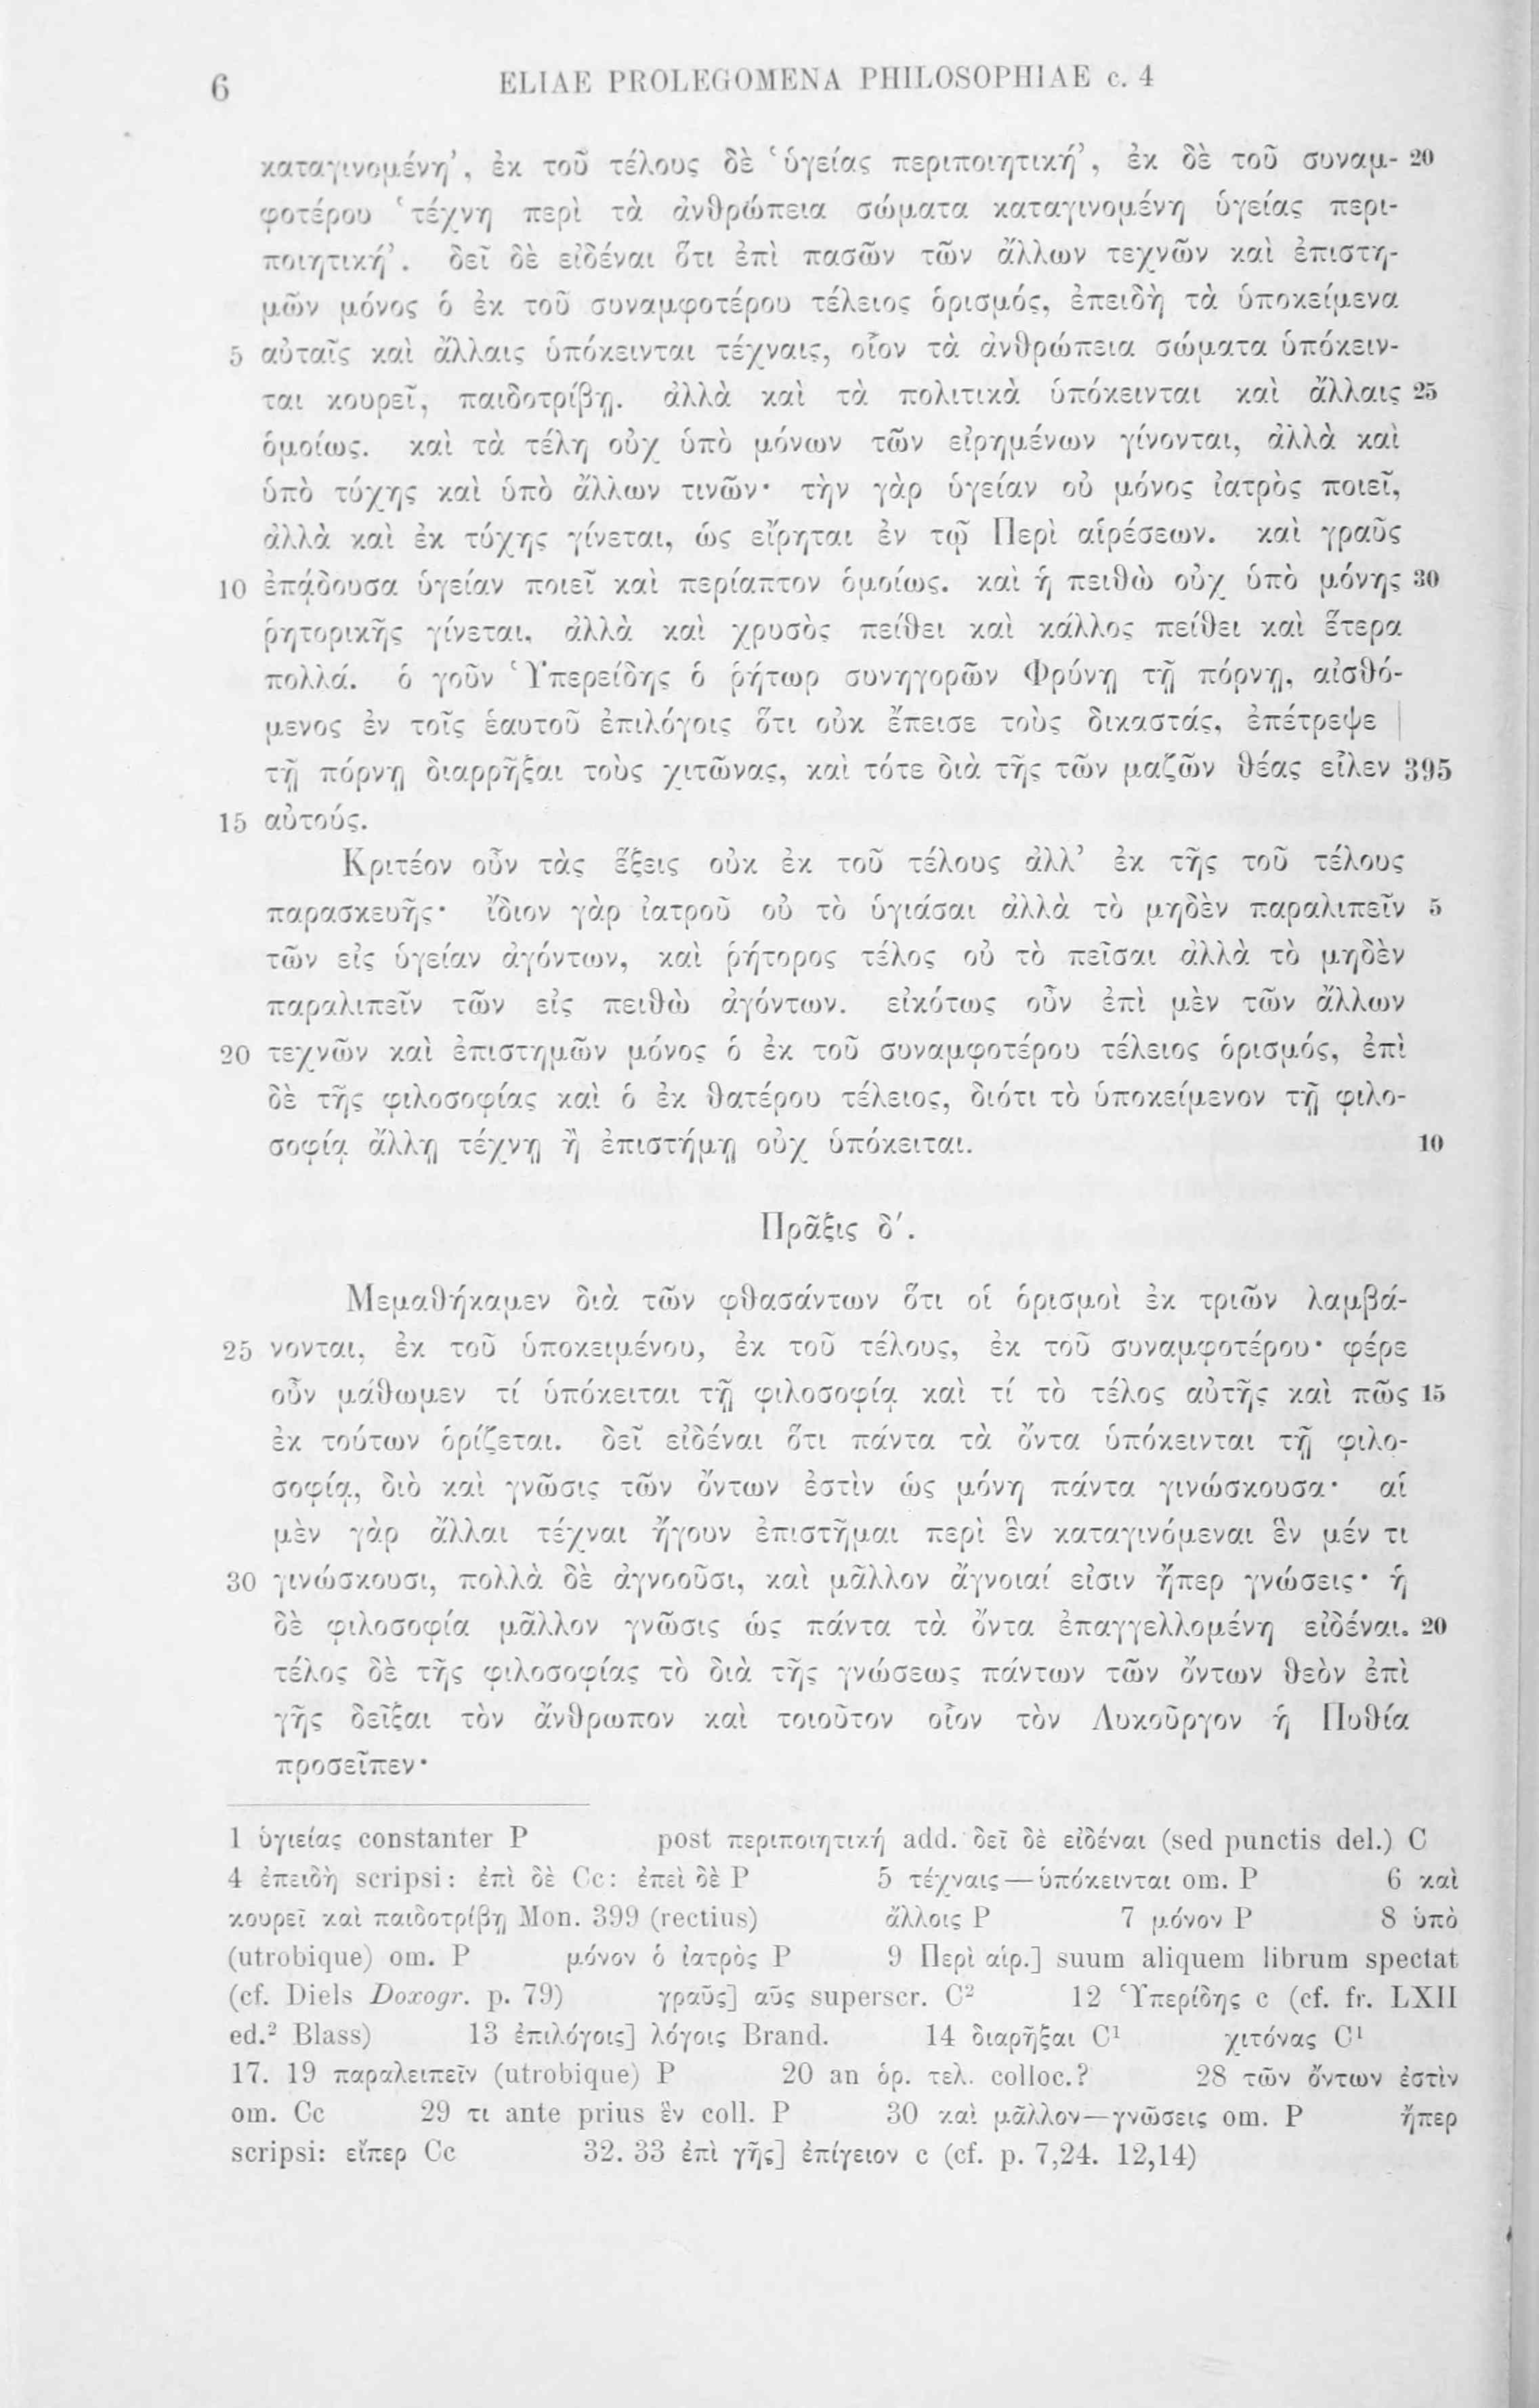 6 ELIAE PROLEGOMENA PHILOSOPHIAE c. 4
καταγινομένη’, ἐκ τοῦ τέλους δὲ ‘ὑγείας περιποιητική’, ἐκ δὲ τοῦ συναμ- 20
φοτέρου ‘τέχνη περὶ τὰ ἀνθρώπεια σώματα καταγινομένη ὑγείας περι-
ποιητική’. δεῖ δὲ εἰδέναι ὅτι ἐπὶ πασῶν τῶν ἄλλων τεχνῶν καὶ ἐπιστη-
μῶν μόνος ὁ ἐκ τοῦ συναμφοτέρου τέλειος ὁρισμός, ἐπειδὴ τὰ ὑποκείμενα
5 αὐταῖς καὶ ἄλλαις ὑπόκεινται τέχναις, οἷον τὰ ἀνθρώπεια σώματα ὑπόκειν-
ται κουρεῖ, παιδοτρίβῃ. ἀλλὰ καὶ τὰ πολιτικὰ ὑπόκεινται καὶ ἄλλαις 25
ὁμοίως. καὶ τὰ τέλη οὐχ ὑπὸ μόνων τῶν εἰρημένων γίνονται, ἀλλὰ καὶ
ὑπὸ τύχης καὶ ὑπὸ ἄλλων τινῶν· τὴν γὰρ ὑγείαν οὐ μόνος ἰατρὸς ποιεῖ,
ἀλλὰ καὶ ἐκ τύχης γίνεται, ὡς εἴρηται ἐν τῷ Περὶ αἱρέσεων. καὶ γραῦς
10 ἐπᾴδουσα ὑγείαν ποιεῖ καὶ περίαπτον ὁμοίως. καὶ ἡ πειθὼ οὐχ ὑπὸ μόνης 30
ῥητορικῆς γίνεται, ἀλλὰ καὶ χρυσὸς πείθει καὶ κάλλος πείθει καὶ ἕτερα
πολλά. ὁ γοῦν Ὑπερείδης ὁ ῥήτωρ συνηγορῶν Φρύνῃ τῇ πόρνῃ, αἰσθό-
μενος ἐν τοῖς ἑαυτοῦ ἐπιλόγοις ὅτι οὐκ ἔπεισε τοὺς δικαστάς, ἐπέτρεψε |
τῇ πόρνῃ διαρρῆξαι τοὺς χιτῶνας, καὶ τότε διὰ τῆς τῶν μαζῶν θέας εἷλεν 395
15 αὐτούς.
Κριτέον οὖν τὰς ἕξεις οὐκ ἐκ τοῦ τέλους ἀλλ’ ἐκ τῆς τοῦ τέλους
παρασκευῆς· ἴδιον γὰρ ἰατροῦ οὐ τὸ ὑγιάσαι ἀλλὰ τὸ μηδὲν παραλιπεῖν 5
τῶν εἰς ὑγείαν ἀγόντων, καὶ ῥήτορος τέλος οὐ τὸ πεῖσαι ἀλλὰ τὸ μηδὲν
παραλιπεῖν τῶν εἰς πειθὼ ἀγόντων. εἰκότως οὖν ἐπὶ μὲν τῶν ἄλλων
20 τεχνῶν καὶ ἐπιστημῶν μόνος ὁ ἐκ τοῦ συναμφοτέρου τέλειος ὁρισμός, ἐπὶ
δὲ τῆς φιλοσοφίας καὶ ὁ ἐκ θατέρου τέλειος, διότι τὸ ὑποκείμενον τῇ φιλο-
σοφίᾳ ἄλλῃ τέχνῃ ἢ ἐπιστήμῃ οὐχ ὑπόκειται. 10
Πρᾶξις δ′.
Μεμαθήκαμεν διὰ τῶν φθασάντων ὅτι οἱ ὁρισμοὶ ἐκ τριῶν λαμβά-
25 νονται, ἐκ τοῦ ὑποκειμένου, ἐκ τοῦ τέλους, ἐκ τοῦ συναμφοτέρου· φέρε
οὖν μάθωμεν τί ὑπόκειται τῇ φιλοσοφίᾳ καὶ τί τὸ τέλος αὐτῆς καὶ πῶς 15
ἐκ τούτων ὁρίζεται. δεῖ εἰδέναι ὅτι πάντα τὰ ὄντα ὑπόκεινται τῇ φιλο-
σοφίᾳ, διὸ καὶ γνῶσις τῶν ὄντων ἐστὶν ὡς μόνη πάντα γινώσκουσα· αἱ
μὲν γὰρ ἄλλαι τέχναι ἤγουν ἐπιστῆμαι περὶ ἓν καταγινόμεναι ἓν μέν τι
30 γινώσκουσι, πολλὰ δὲ ἀγνοοῦσι, καὶ μᾶλλον ἄγνοιαί εἰσιν ἤπερ γνώσεις· ἡ
δὲ φιλοσοφία μᾶλλον γνῶσις ὡς πάντα τὰ ὄντα ἐπαγγελλομένη εἰδέναι. 20
τέλος δὲ τῆς φιλοσοφίας τὸ διὰ τῆς γνώσεως πάντων τῶν ὄντων θεὸν ἐπὶ
γῆς δεῖξαι τὸν ἄνθρωπον καὶ τοιοῦτον οἷον τὸν Λυκοῦργον ἡ Πυθία
προσεῖπεν·
1 ὑγιείας constanter P post περιποιητική add. δεῖ δὲ εἰδέναι (sed punctis del.) C
4 ἐπειδὴ scripsi: ἐπὶ δὲ Cc: ἐπεὶ δὲ P 5 τέχναις—ὑπόκεινται om. P 6 καὶ
κουρεῖ καὶ παιδοτρίβῃ Mon. 399 (rectius) ἄλλοις P 7 μόνον P 8 ὑπὸ
(utrobique) om. P μόνον ὁ ἰατρὸς P 9 Περὶ αἱρ.] suum aliquem librum spectat
(cf. Diels Doxogr. p. 79) γραῦς] αῦς superscr. C² 12 Ὑπερίδης c (cf. fr. LXII
ed.² Blass) 13 ἐπιλόγοις] λόγοις Brand. 14 διαρῆξαι C¹ χιτόνας C¹
17. 19 παραλειπεῖν (utrobique) P 20 an ὁρ. τελ. colloc.? 28 τῶν ὄντων ἐστὶν
om. Cc 29 τι ante prius ἓν coll. P 30 καὶ μᾶλλον—γνῶσεις om. P ἤπερ
scripsi: εἴπερ Cc 32. 33 ἐπὶ γῆς] ἐπίγειον c (cf. p. 7,24. 12,14)